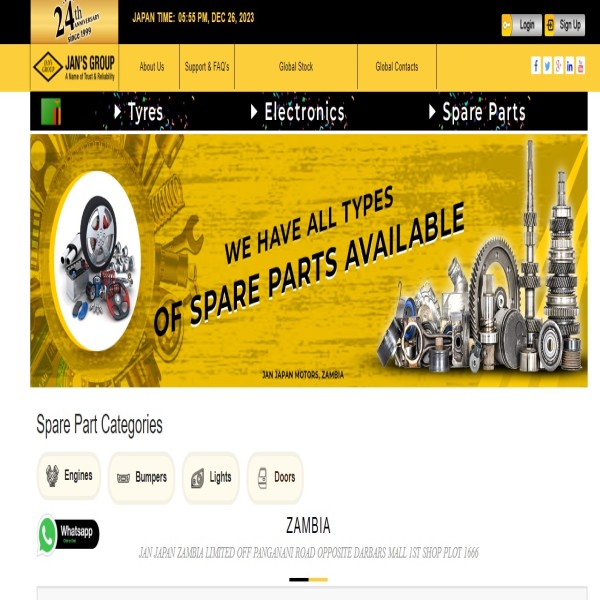 24th
ANNIVERSARY
since 1999
JAPAN TIME: 05:55 PM, DEC 26, 2023
Login
Sign Up
JAN'S GROUP
JAN'S GROUP
A Name of Trust & Reliability
About Us
Support & FAQ's
Global Stock
Global Contacts
Tyres
Electronics
Spare Parts
WE HAVE ALL TYPES
OF SPARE PARTS AVAILABLE
JAN JAPAN MOTORS, ZAMBIA
Spare Part Categories
Engines
Bumpers
Lights
Doors
Whatsapp
ZAMBIA
JAN JAPAN ZAMBIA LIMITED OFF PANGANANI ROAD OPPOSITE DARBARS MALL 1ST SHOP PLOT 1666